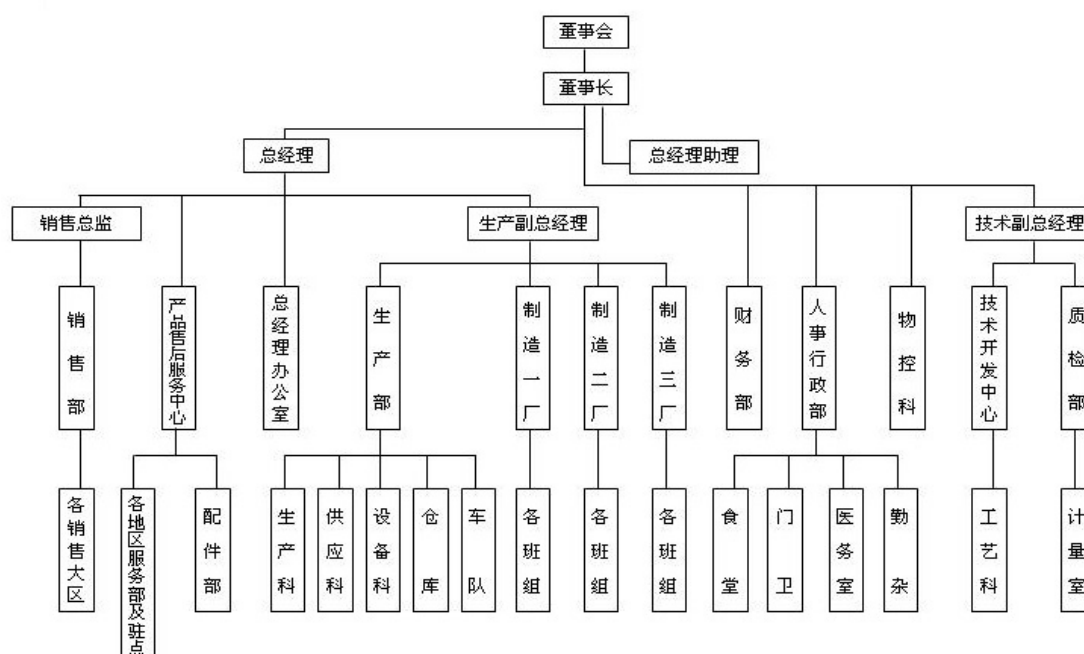 董事会
董事长
总经理
总经理助理
销售总监
生产副总经理
技术副总经理
销售部
产品售后服务中心
总经理办公室
生产部
制造一厂
制造二厂
制造三厂
财务部
人事行政部
物控科
技术开发中心
质检部
各销售大区
各地区服务部及驻点
配件部
生产科
供应科
设备科
仓库
车队
各班组
各班组
各班组
食堂
门卫
医务室
勤杂
工艺科
计量室